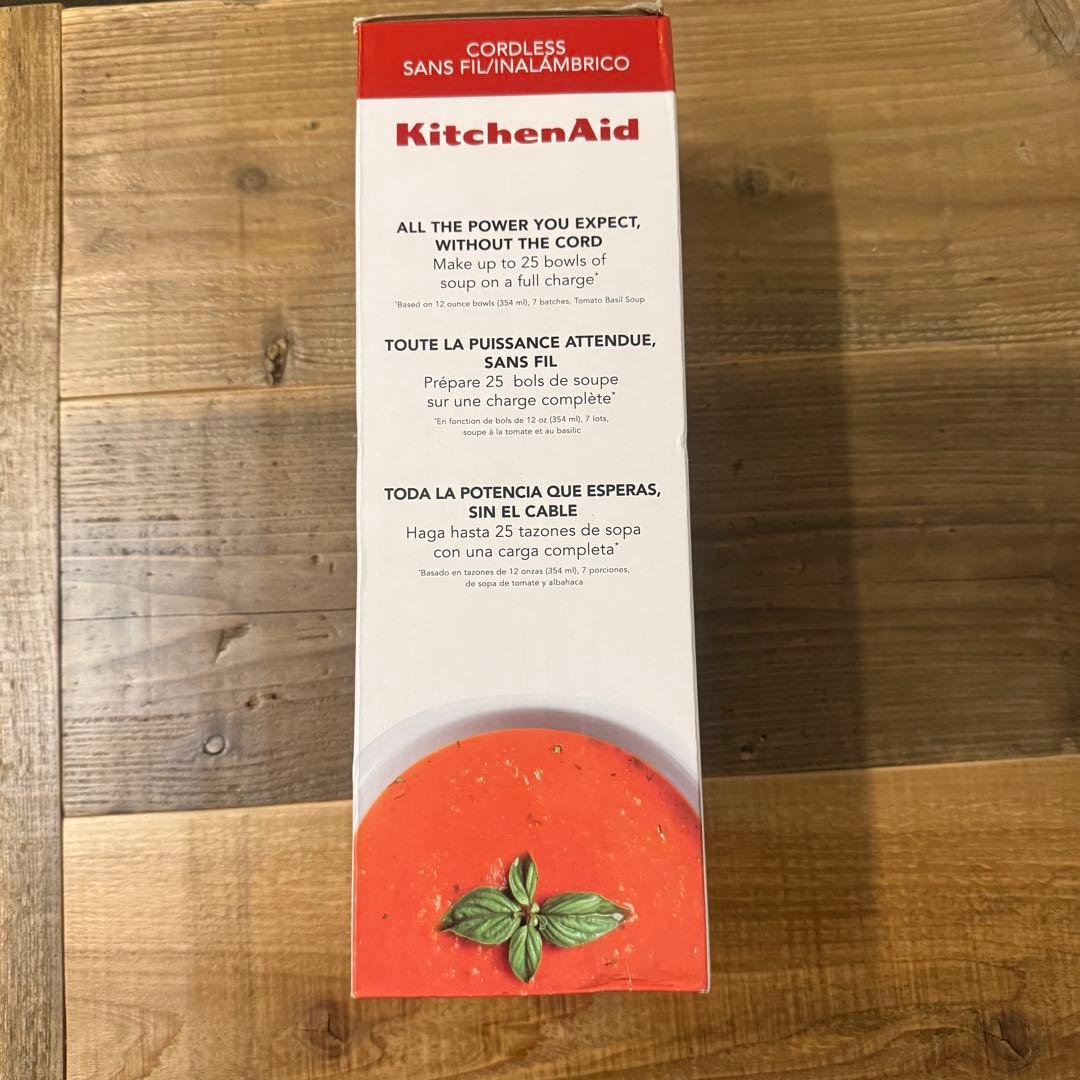 CORDLESS
SANS FIL/INALÁMBRICO
KitchenAid
ALL THE POWER YOU EXPECT,
WITHOUT THE CORD
Make up to 25 bowls of
soup on a full charge*
*Based on 12 ounce bowls (354 ml), 7 batches, Tomato Basil Soup
TOUTE LA PUISSANCE ATTENDUE,
SANS FIL
Prépare 25 bols de soupe
sur une charge complète*
*En fonction de bols de 12 oz (354 ml), 7 lots,
soupe à la tomate et au basilic
TODA LA POTENCIA QUE ESPERAS,
SIN EL CABLE
Haga hasta 25 tazones de sopa
con una carga completa*
*Basado en tazones de 12 onzas (354 ml), 7 porciones,
de sopa de tomate y albahaca